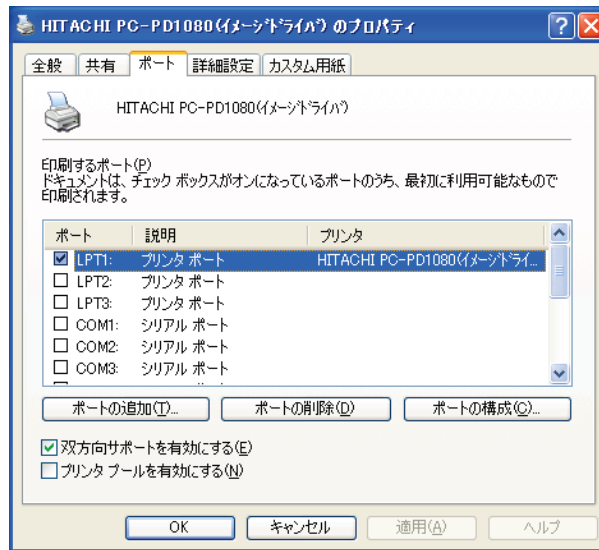 HITACHI PC-PD1080(ｲﾒｰｼﾞﾄﾞﾗｲﾊﾞ) のプロパティ
全般 共有 ポート 詳細設定 カスタム用紙
HITACHI PC-PD1080(ｲﾒｰｼﾞﾄﾞﾗｲﾊﾞ)
印刷するポート(P)
ドキュメントは、チェック ボックスがオンになっているポートのうち、最初に利用可能なもので
印刷されます。
ポート 説明 プリンタ
LPT1: プリンタ ポート HITACHI PC-PD1080(ｲﾒｰｼﾞﾄﾞﾗｲ...
LPT2: プリンタ ポート
LPT3: プリンタ ポート
COM1: シリアル ポート
COM2: シリアル ポート
COM3: シリアル ポート
ポートの追加(T)... ポートの削除(D) ポートの構成(C)...
双方向サポートを有効にする(E)
プリンタ プールを有効にする(N)
OK キャンセル 適用(A) ヘルプ